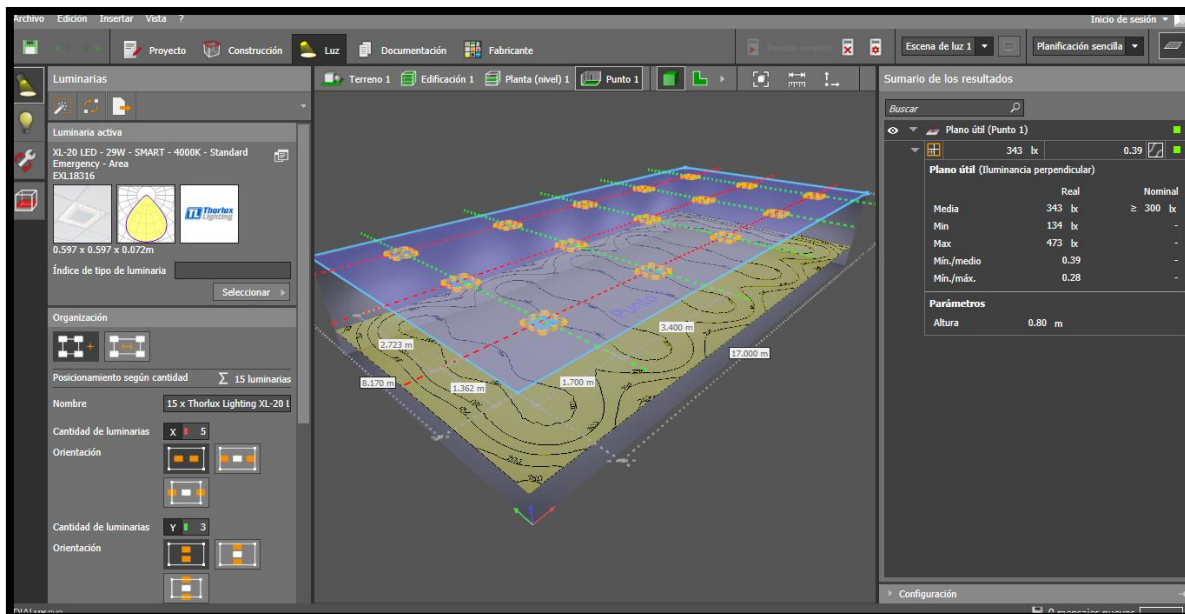 Archivo Edición Insertar Vista ?
Inicio de sesión
Proyecto Construcción Luz Documentación Fabricante
Escena de luz 1 Planificación sencilla
Luminarias
Terreno 1 Edificación 1 Planta (nivel) 1 Punto 1
Sumario de los resultados
Buscar
Luminaria activa
XL-20 LED - 29W - SMART - 4000K - Standard
Emergency - Area
EXL18316
TL Thorlux
Lighting
0.597 x 0.597 x 0.072m
Índice de tipo de luminaria
Seleccionar
Organización
Posicionamiento según cantidad Σ 15 luminarias
Nombre 15 x Thorlux Lighting XL-20 L
Cantidad de luminarias X 5
Orientación
Cantidad de luminarias Y 3
Orientación
Punto 1
2.723 m
3.400 m
17.000 m
8.170 m
1.362 m
1.700 m
Plano útil (Punto 1)
343 lx 0.39
Plano útil (Iluminancia perpendicular)
Real Nominal
Media 343 lx ≥ 300 lx
Min 134 lx -
Max 473 lx -
Mín./medio 0.39 -
Mín./máx. 0.28 -
Parámetros
Altura 0.80 m
Configuración
0 mensajes nuevos